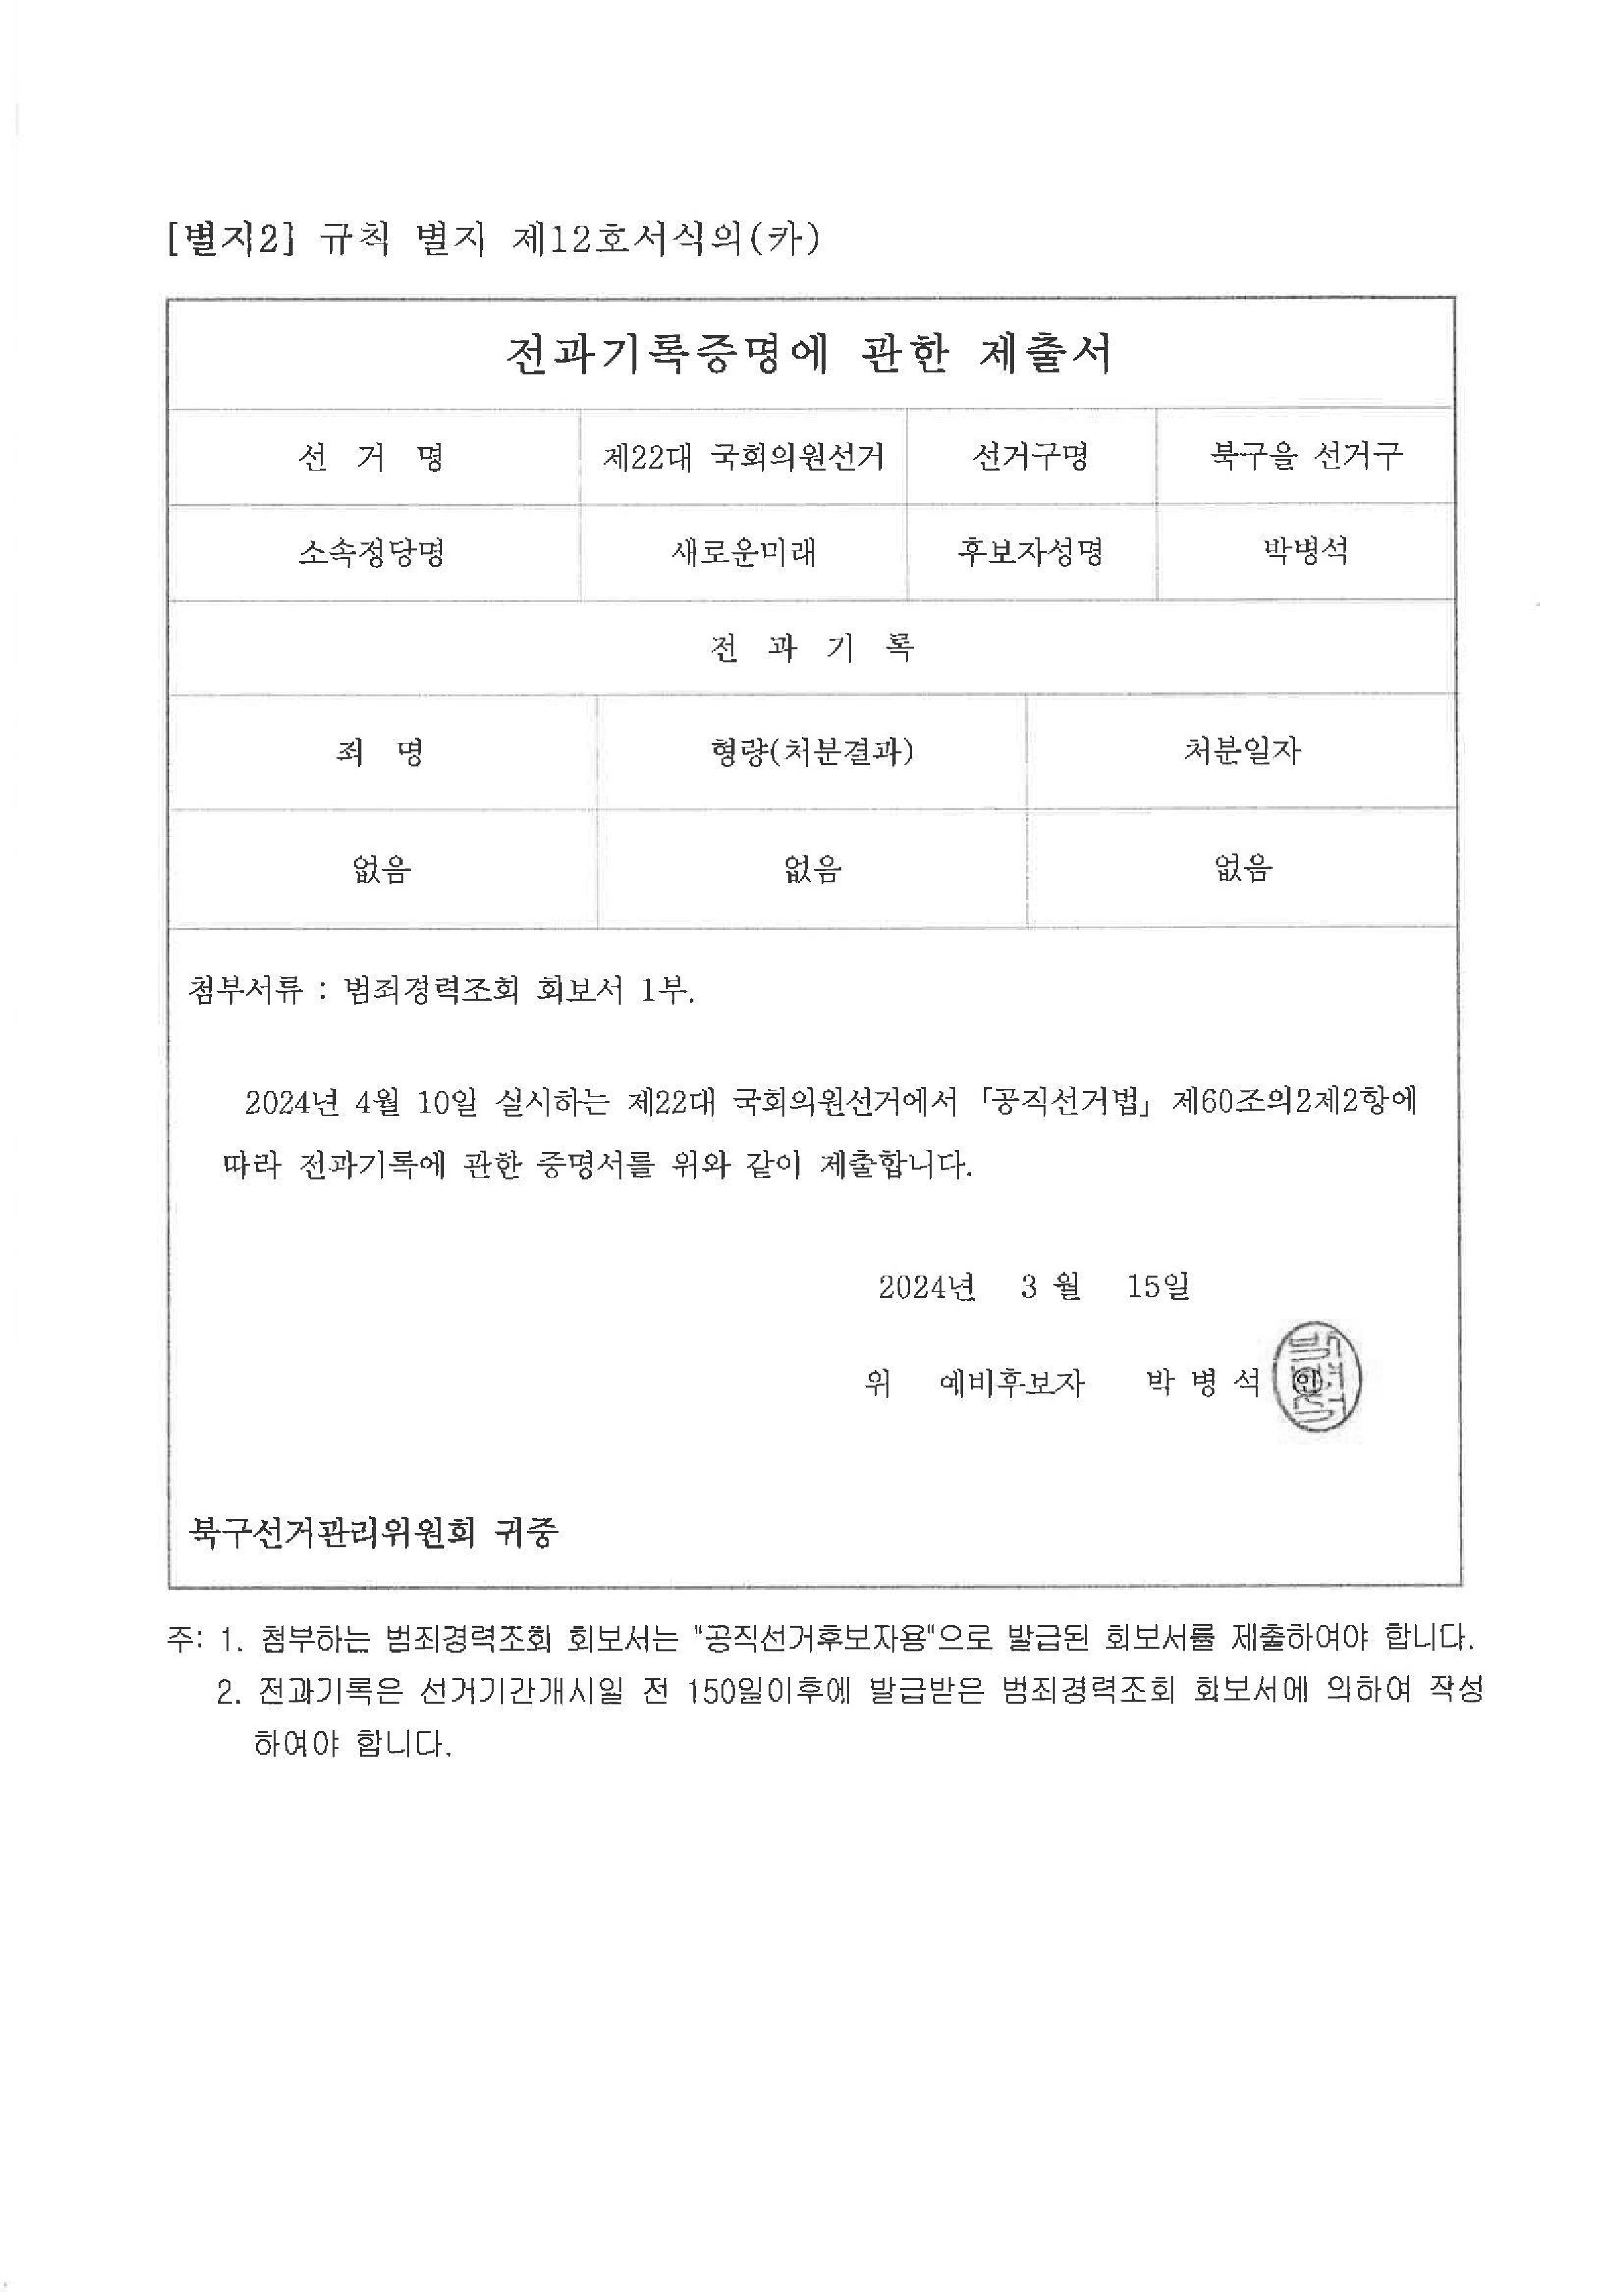 [별지2] 규칙 별지 제12호서식의(카)
전과기록증명에 관한 제출서
선 거 명 제22대 국회의원선거 선거구명 북구을 선거구
소속정당명 새로운미래 후보자성명 박병석
전 과 기 록
죄 명 형량(처분결과) 처분일자
없음 없음 없음
첨부서류 : 범죄경력조회 회보서 1부.
2024년 4월 10일 실시하는 제22대 국회의원선거에서 「공직선거법」 제60조의2제2항에
따라 전과기록에 관한 증명서를 위와 같이 제출합니다.
2024년 3 월 15일
위 예비후보자 박 병 석 인
북구선거관리위원회 귀중
주: 1. 첨부하는 범죄경력조회 회보서는 "공직선거후보자용"으로 발급된 회보서를 제출하여야 합니다.
2. 전과기록은 선거기간개시일 전 150일이후에 발급받은 범죄경력조회 회보서에 의하여 작성
하여야 합니다.